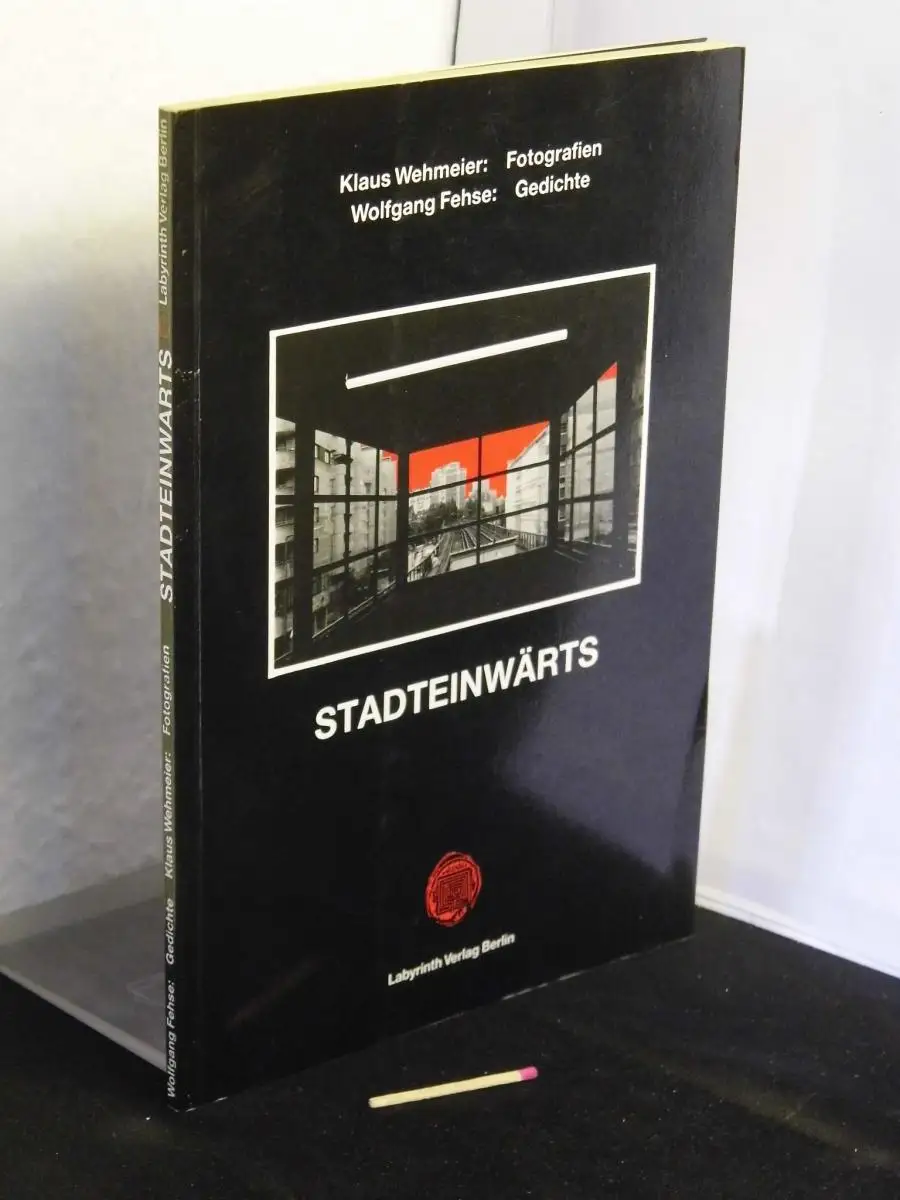 Klaus Wehmeier: Fotografien
Wolfgang Fehse: Gedichte
STADTEINWÄRTS
Labyrinth Verlag Berlin
Wolfgang Fehse: Gedichte Klaus Wehmeier: Fotografien STADTEINWÄRTS Labyrinth Verlag Berlin